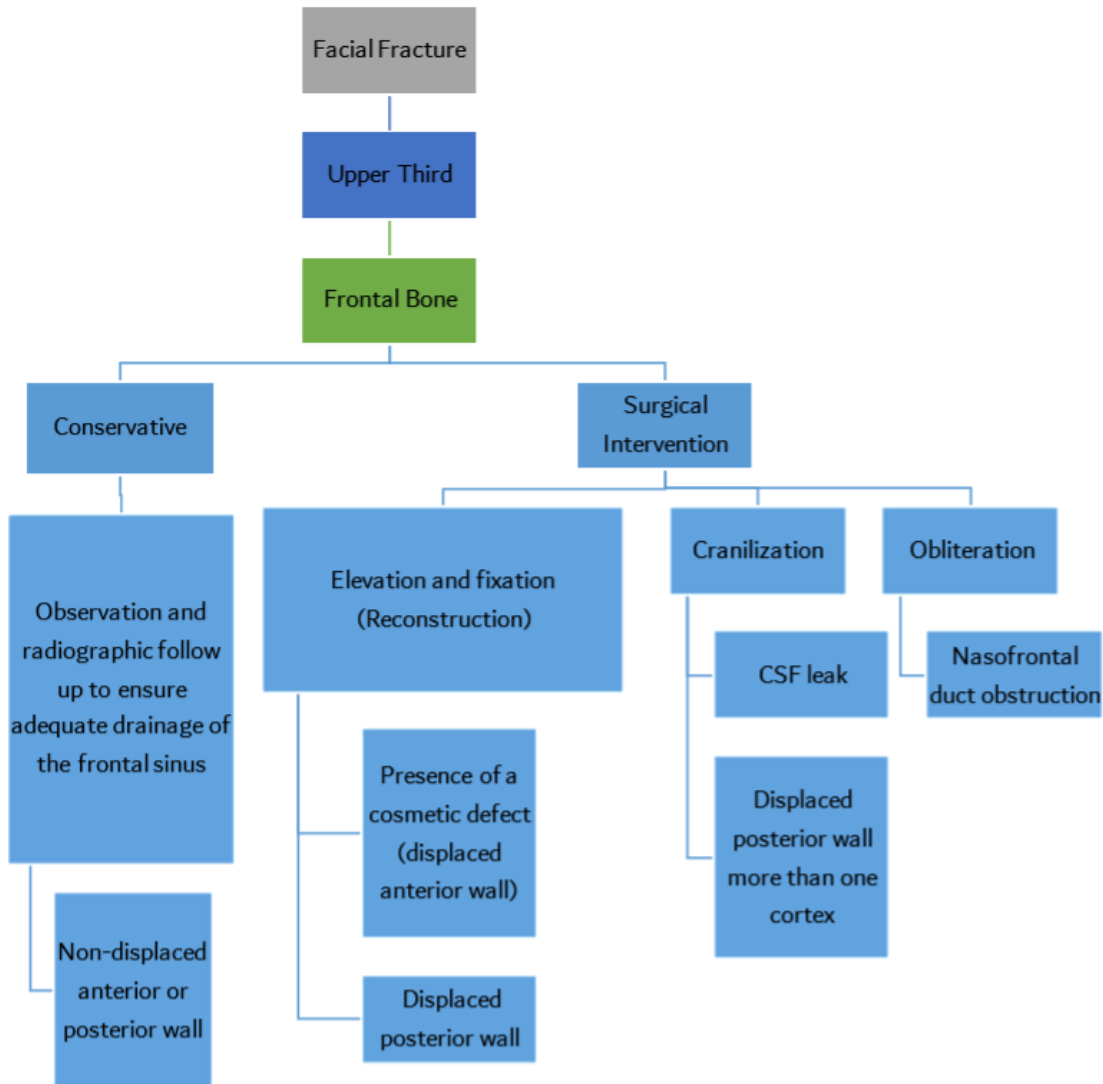 Facial Fracture
Upper Third
Frontal Bone
Conservative
Surgical
Intervention
Observation and
radiographic follow
up to ensure
adequate drainage of
the frontal sinus
Non-displaced
anterior or
posterior wall
Elevation and fixation
(Reconstruction)
Presence of a
cosmetic defect
(displaced
anterior wall)
Displaced
posterior wall
Cranilization
CSF leak
Displaced
posterior wall
more than one
cortex
Obliteration
Nasofrontal
duct obstruction